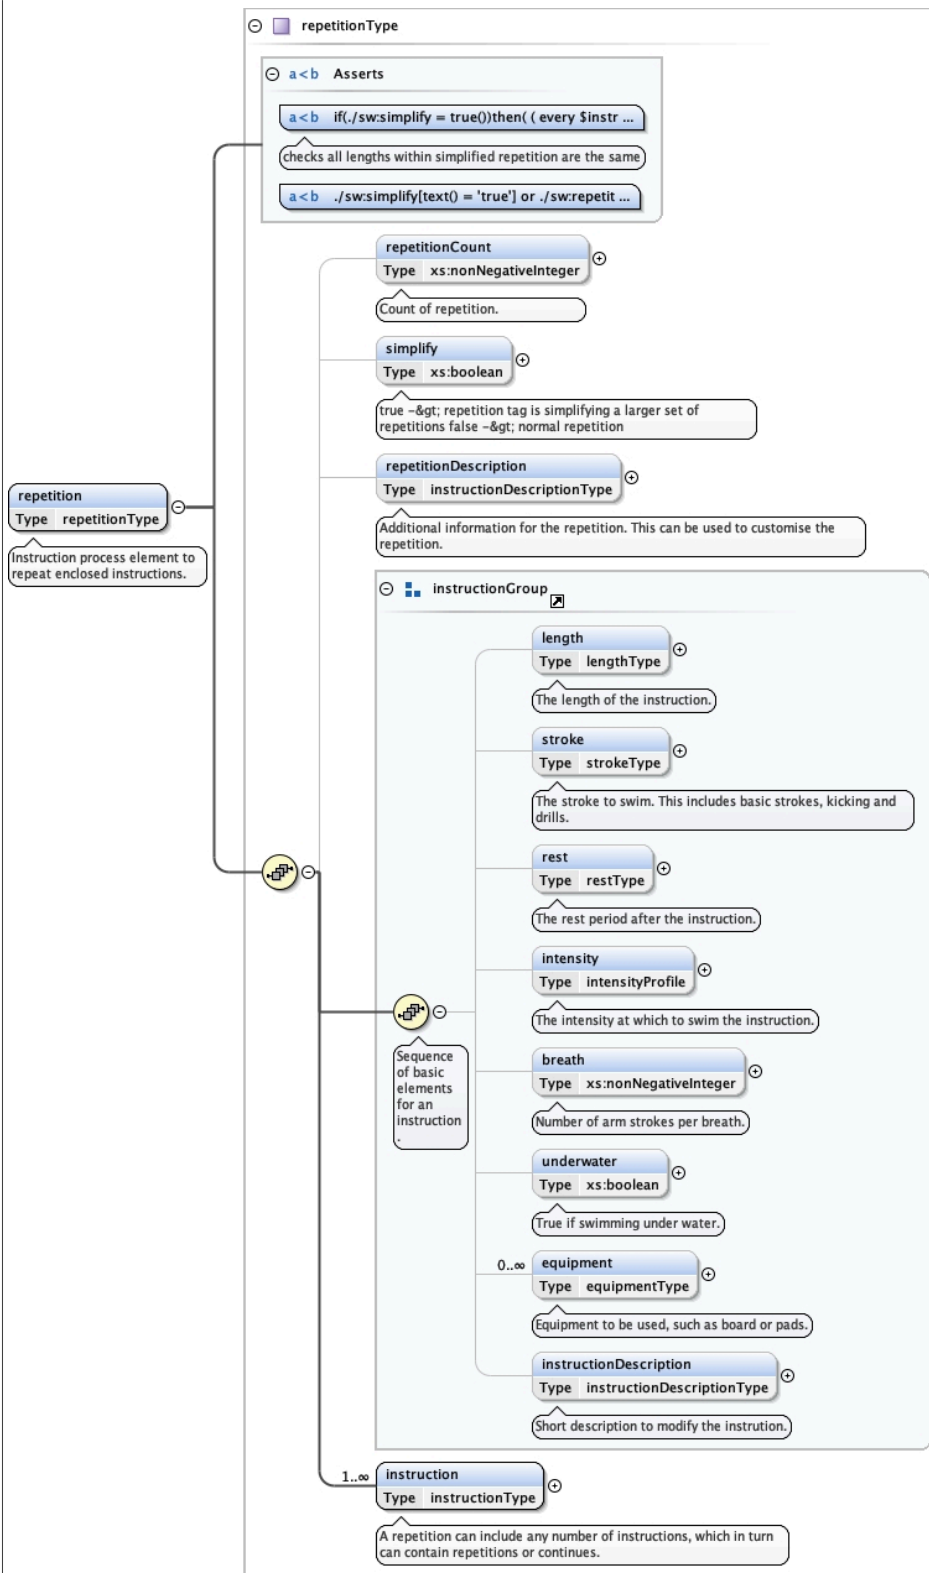 repetitionType
a<b Asserts
a<b if(./sw:simplify = true())then( ( every $instr ...
checks all lengths within simplified repetition are the same
a<b ./sw:simplify[text() = 'true'] or ./sw:repetit ...
repetitionCount
Type xs:nonNegativeInteger
Count of repetition.
simplify
Type xs:boolean
true -&gt; repetition tag is simplifying a larger set of
repetitions false -&gt; normal repetition
repetitionDescription
Type instructionDescriptionType
Additional information for the repetition. This can be used to customise the
repetition.
repetition
Type repetitionType
Instruction process element to
repeat enclosed instructions.
instructionGroup
length
Type lengthType
The length of the instruction.
stroke
Type strokeType
The stroke to swim. This includes basic strokes, kicking and
drills.
rest
Type restType
The rest period after the instruction.
intensity
Type intensityProfile
The intensity at which to swim the instruction.
Sequence
of basic
elements
for an
instruction
.
breath
Type xs:nonNegativeInteger
Number of arm strokes per breath.
underwater
Type xs:boolean
True if swimming under water.
0..∞
equipment
Type equipmentType
Equipment to be used, such as board or pads.
instructionDescription
Type instructionDescriptionType
Short description to modify the instrution.
1..∞
instruction
Type instructionType
A repetition can include any number of instructions, which in turn
can contain repetitions or continues.